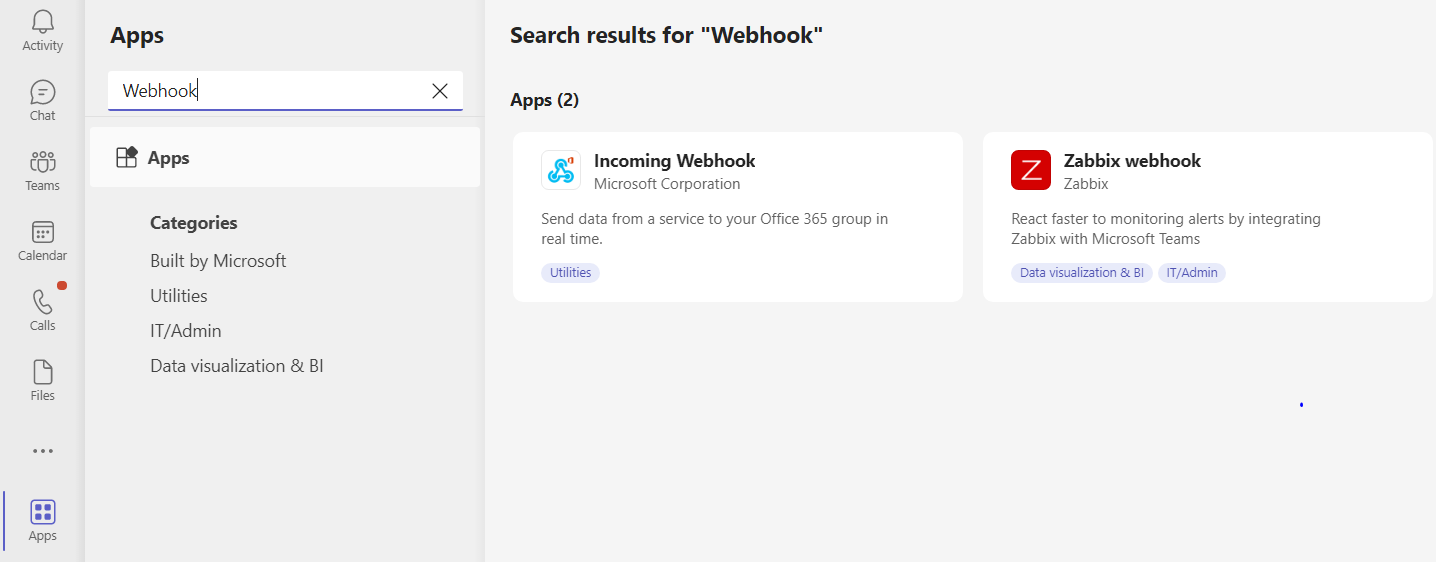 Activity
Chat
Teams
Calendar
Calls
Files
Apps
Apps
Webhook
Apps
Categories
Built by Microsoft
Utilities
IT/Admin
Data visualization & BI
Search results for "Webhook"
Apps (2)
Incoming Webhook
Microsoft Corporation
Send data from a service to your Office 365 group in
real time.
Utilities
Z
Zabbix webhook
Zabbix
React faster to monitoring alerts by integrating
Zabbix with Microsoft Teams
Data visualization & BI IT/Admin